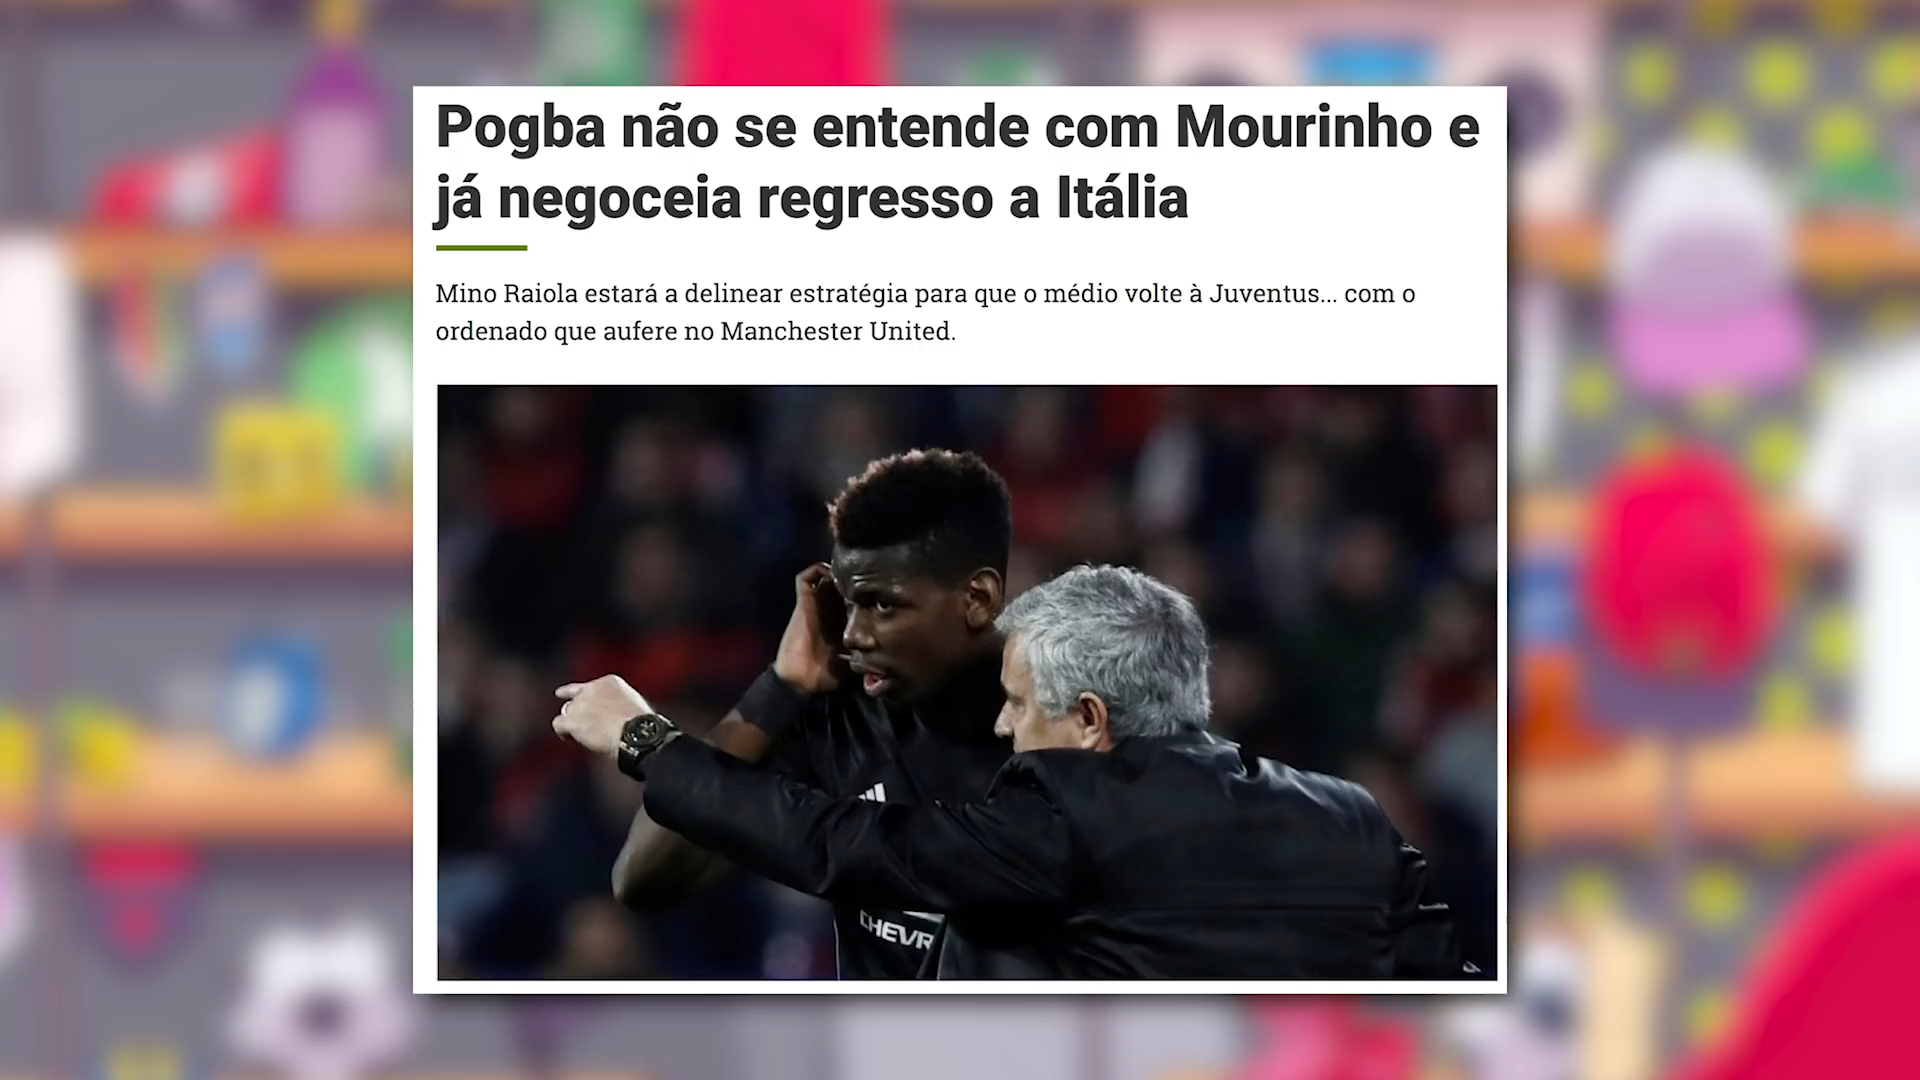 Pogba não se entende com Mourinho e
já negoceia regresso a Itália
Mino Raiola estará a delinear estratégia para que o médio volte à Juventus... com o
ordenado que aufere no Manchester United.
CHEVR